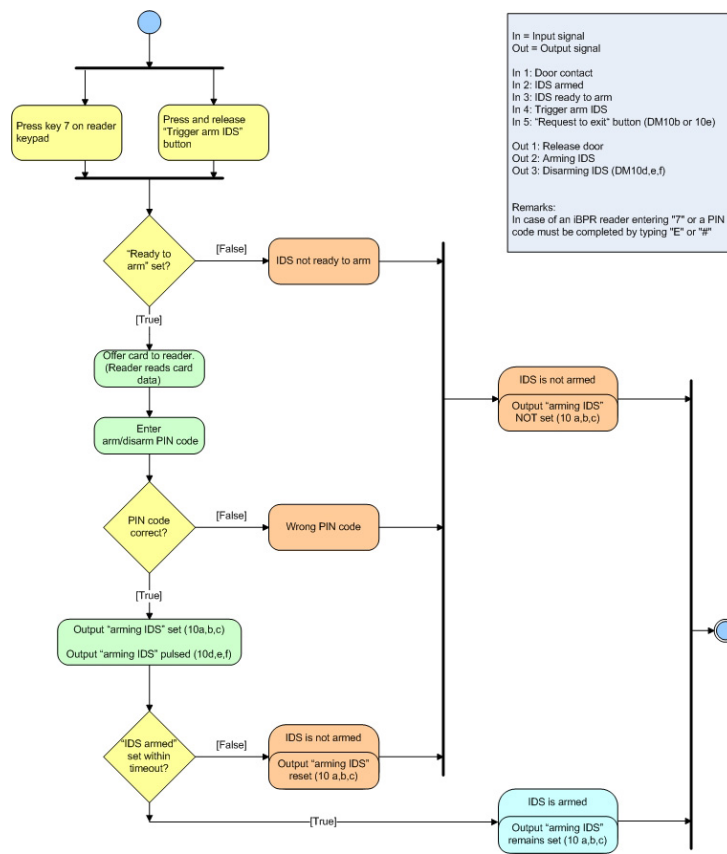 In = Input signal
Out = Output signal
In 1: Door contact
In 2: IDS armed
In 3: IDS ready to arm
In 4: Trigger arm IDS
In 5: "Request to exit" button (DM10b or 10e)
Out 1: Release door
Out 2: Arming IDS
Out 3: Disarming IDS (DM10d,e,f)
Remarks:
In case of an iBPR reader entering "7" or a PIN
code must be completed by typing "E" or "#"
Press key 7 on reader
keypad
Press and release
"Trigger arm IDS"
button
"Ready to
arm" set?
[False]
IDS not ready to arm
[True]
Offer card to reader.
(Reader reads card
data)
Enter
arm/disarm PIN code
IDS is not armed
Output "arming IDS"
NOT set (10 a,b,c)
PIN code
correct?
[False]
Wrong PIN code
[True]
Output "arming IDS" set (10a,b,c)
Output "arming IDS" pulsed (10d,e,f)
"IDS armed"
set within
timeout?
[False]
IDS is not armed
Output "arming IDS"
reset (10 a,b,c)
[True]
IDS is armed
Output "arming IDS"
remains set (10 a,b,c)